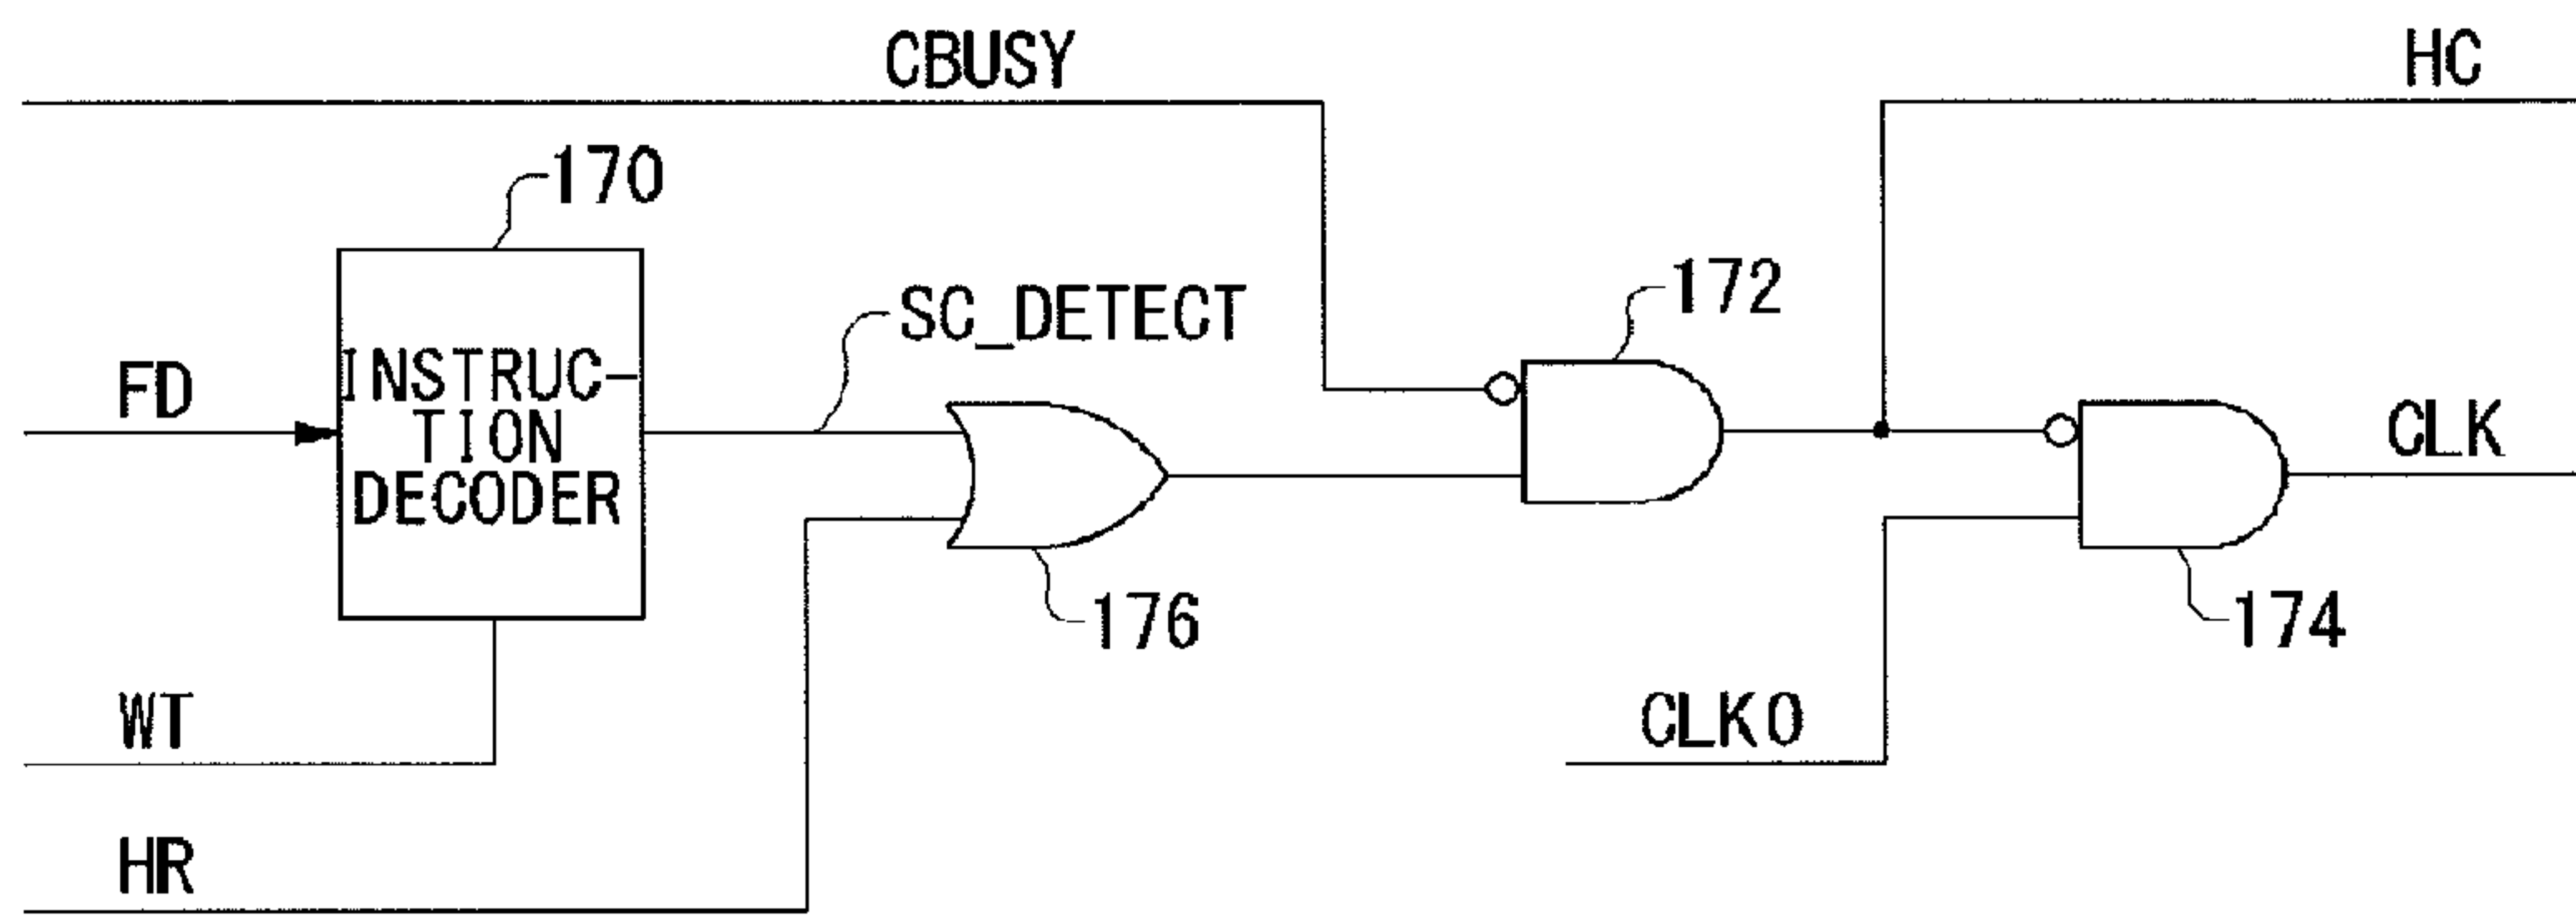 CBUSY
HC
170
172
SC_DETECT
FD
INSTRUC-
TION
DECODER
CLK
176
174
WT
CLK0
HR